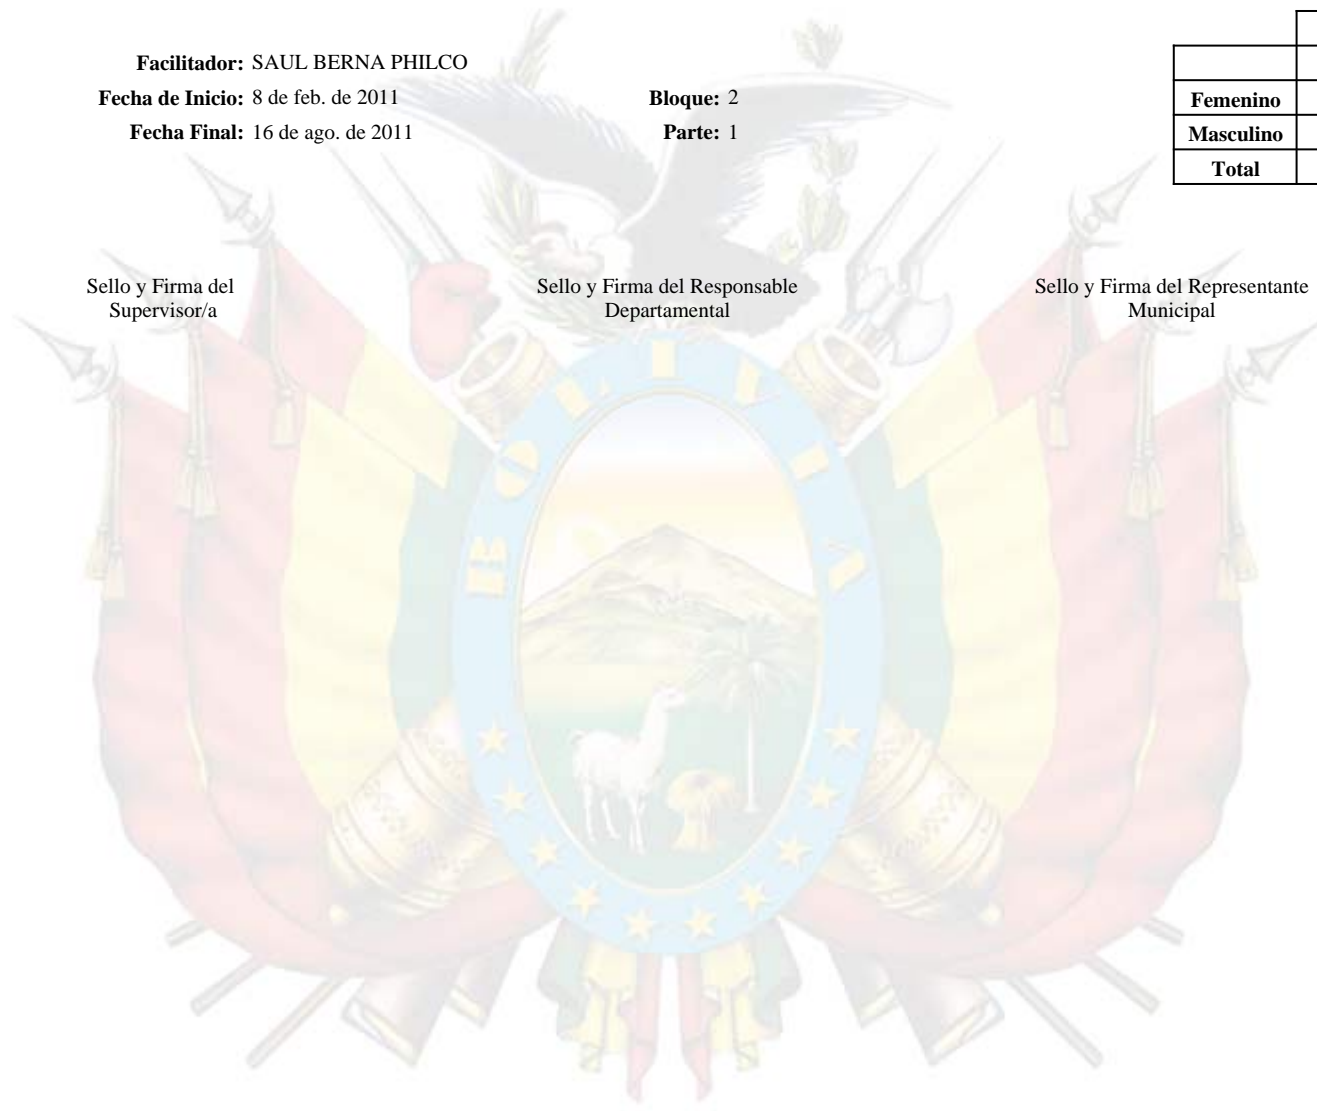 Facilitador: SAUL BERNA PHILCO
Fecha de Inicio: 8 de feb. de 2011 Bloque: 2
Fecha Final: 16 de ago. de 2011 Parte: 1
Femenino
Masculino
Total
Sello y Firma del
Supervisor/a
Sello y Firma del Responsable
Departamental
Sello y Firma del Representante
Municipal
BOLIVIA